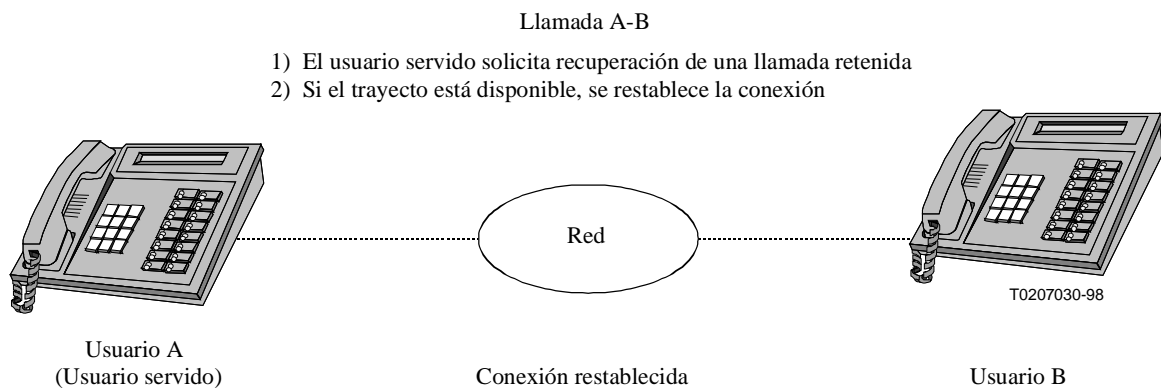 Llamada A-B
1) El usuario servido solicita recuperación de una llamada retenida
2) Si el trayecto está disponible, se restablece la conexión
Red
T0207030-98
Usuario A
(Usuario servido)
Conexión restablecida
Usuario B